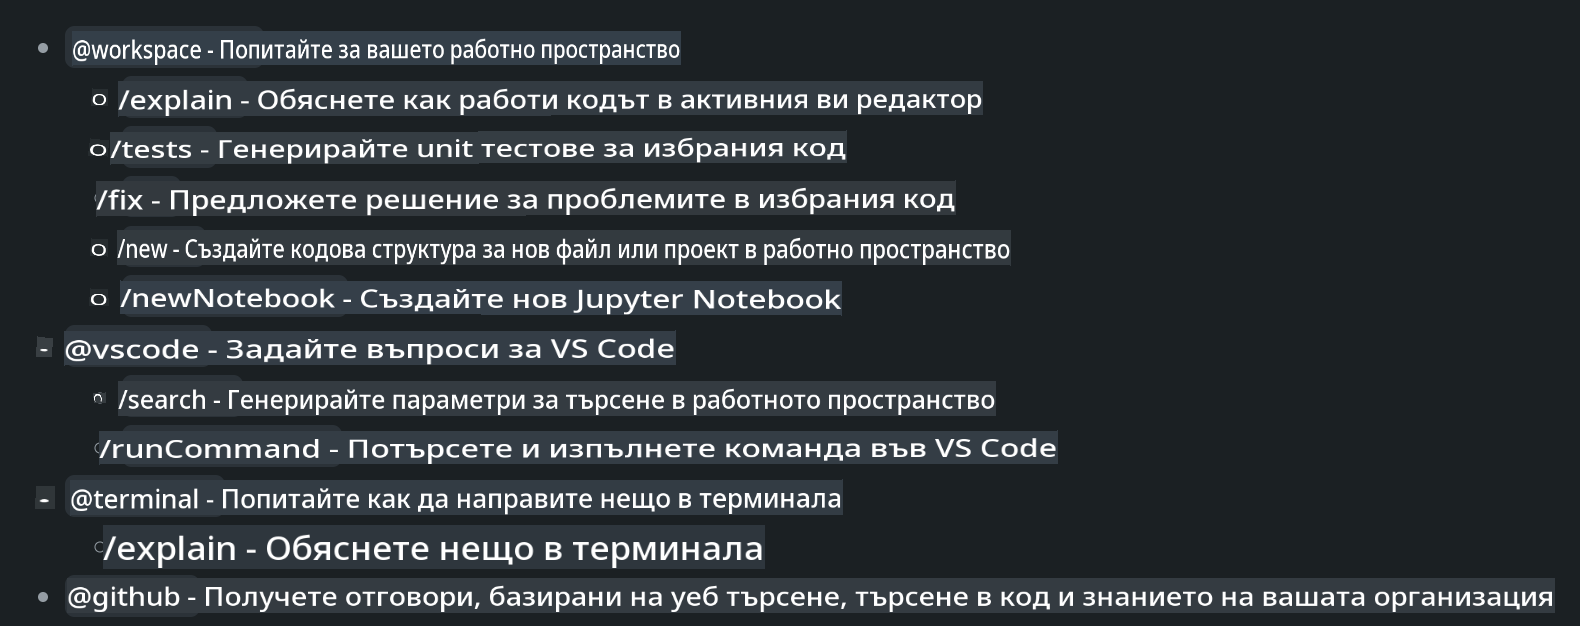 • @workspace - Попитайте за вашето работно пространство
o /explain - Обяснете как работи кодът в активния ви редактор
o /tests - Генерирайте unit тестове за избрания код
/fix - Предложете решение за проблемите в избрания код
o /new - Създайте кодова структура за нов файл или проект в работно пространство
o /newNotebook - Създайте нов Jupyter Notebook
- @vscode - Задайте въпроси за VS Code
o /search - Генерирайте параметри за търсене в работното пространство
/runCommand - Потърсете и изпълнете команда във VS Code
- @terminal - Попитайте как да направите нещо в терминала
/explain - Обяснете нещо в терминала
• @github - Получете отговори, базирани на уеб търсене, търсене в код и знанието на вашата организация